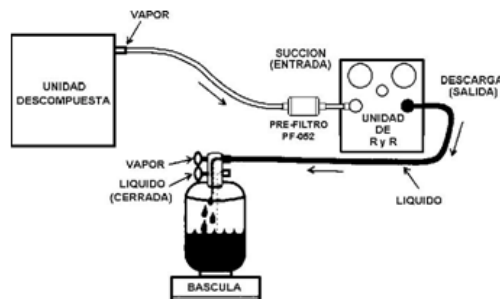 VAPOR
UNIDAD
DESCOMPUESTA
SUCCION
(ENTRADA)
PRE-FILTRO
PF-052
UNIDAD
DE
R y R
DESCARGA
(SALIDA)
VAPOR
LIQUIDO
(CERRADA)
LIQUIDO
BASCULA